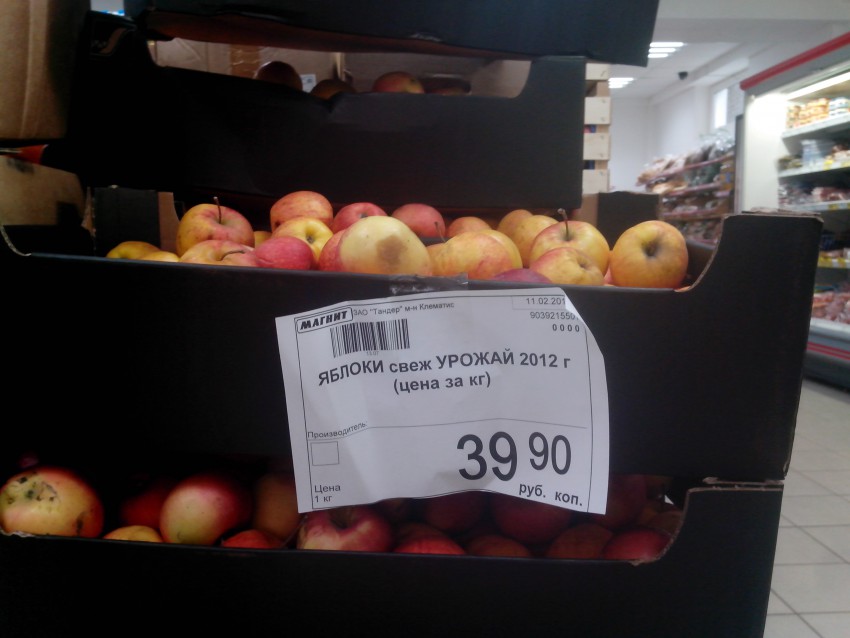 МАГНИТ ЗАО "Тандер" м-н Клематис
11.02.201
9039215501
0000
ЯБЛОКИ свеж УРОЖАЙ 2012 г
(цена за кг)
Производитель
39 90
Цена
1 кг
руб. коп.